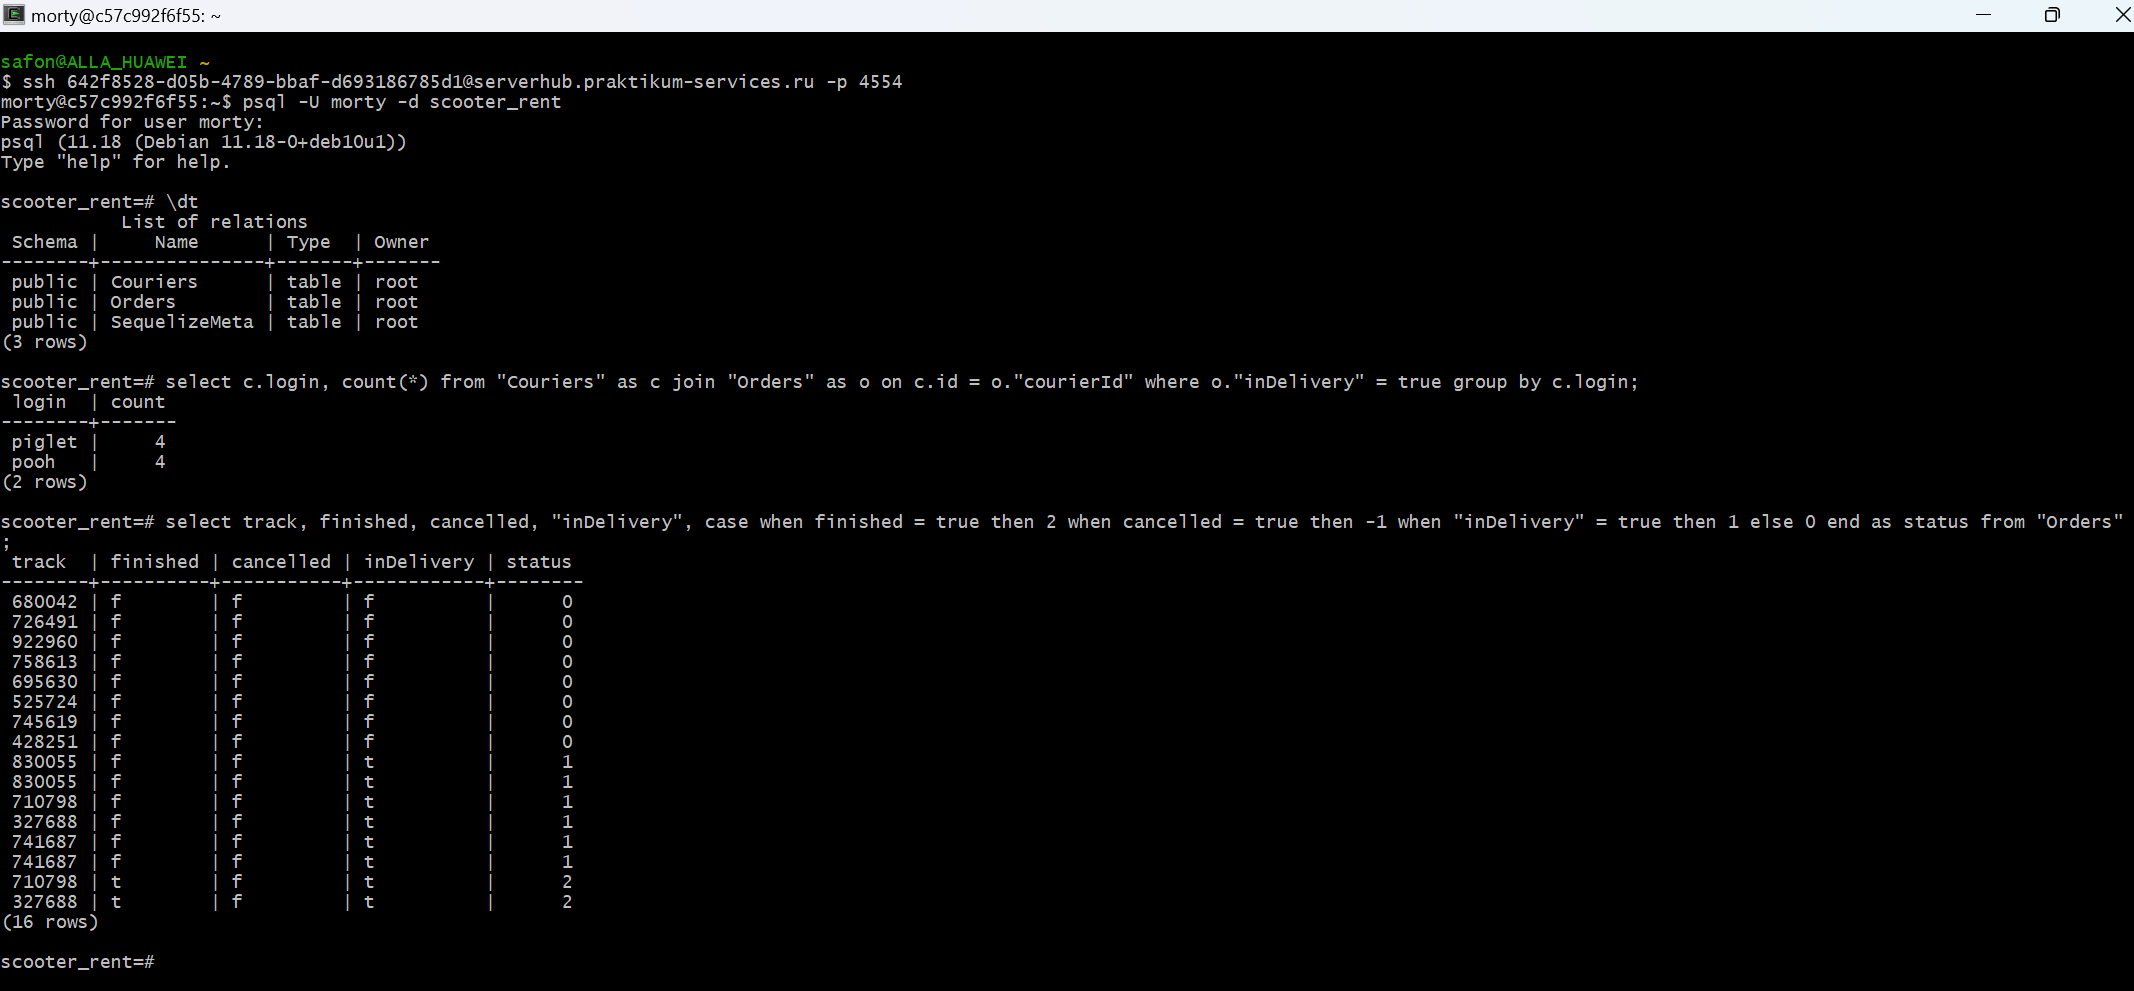 morty@c57c992f6f55: ~
safon@ALLA_HUAWEI ~
$ ssh 642f8528-d05b-4789-bbaf-d693186785d1@serverhub.praktikum-services.ru -p 4554
morty@c57c992f6f55:~$ psql -U morty -d scooter_rent
Password for user morty:
psql (11.18 (Debian 11.18-0+deb10u1))
Type "help" for help.
scooter_rent=# \dt
List of relations
Schema | Name | Type | Owner
--------+---------------+-------+-------
public | Couriers | table | root
public | Orders | table | root
public | SequelizeMeta | table | root
(3 rows)
scooter_rent=# select c.login, count(*) from "Couriers" as c join "Orders" as o on c.id = o."courierId" where o."inDelivery" = true group by c.login;
login | count
--------+-------
piglet | 4
pooh | 4
(2 rows)
scooter_rent=# select track, finished, cancelled, "inDelivery", case when finished = true then 2 when cancelled = true then -1 when "inDelivery" = true then 1 else 0 end as status from "Orders"
;
track | finished | cancelled | inDelivery | status
--------+----------+-----------+------------+--------
680042 | f | f | f | 0
726491 | f | f | f | 0
922960 | f | f | f | 0
758613 | f | f | f | 0
695630 | f | f | f | 0
525724 | f | f | f | 0
745619 | f | f | f | 0
428251 | f | f | f | 0
830055 | f | f | t | 1
830055 | f | f | t | 1
710798 | f | f | t | 1
327688 | f | f | t | 1
741687 | f | f | t | 1
741687 | f | f | t | 1
710798 | t | f | t | 2
327688 | t | f | t | 2
(16 rows)
scooter_rent=#